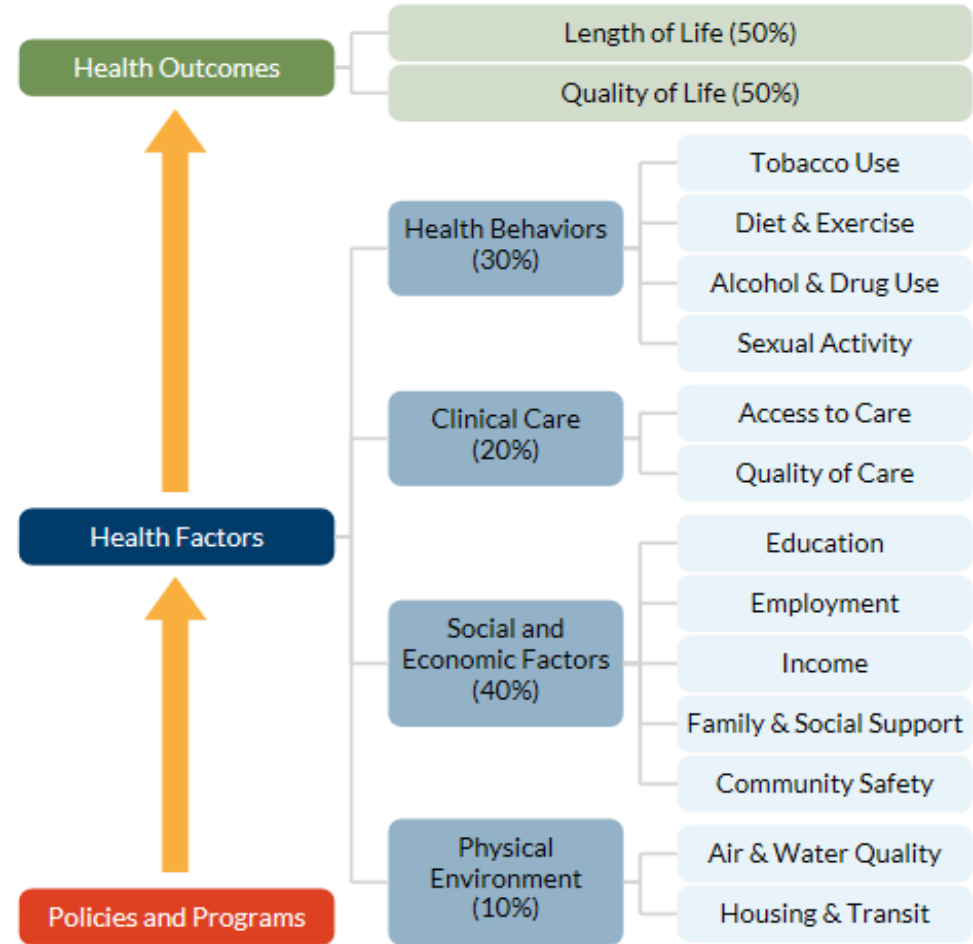 Health Outcomes
Length of Life (50%)
Quality of Life (50%)
Health Factors
Health Behaviors
(30%)
Tobacco Use
Diet & Exercise
Alcohol & Drug Use
Sexual Activity
Clinical Care
(20%)
Access to Care
Quality of Care
Social and
Economic Factors
(40%)
Education
Employment
Income
Family & Social Support
Community Safety
Physical
Environment
(10%)
Air & Water Quality
Housing & Transit
Policies and Programs